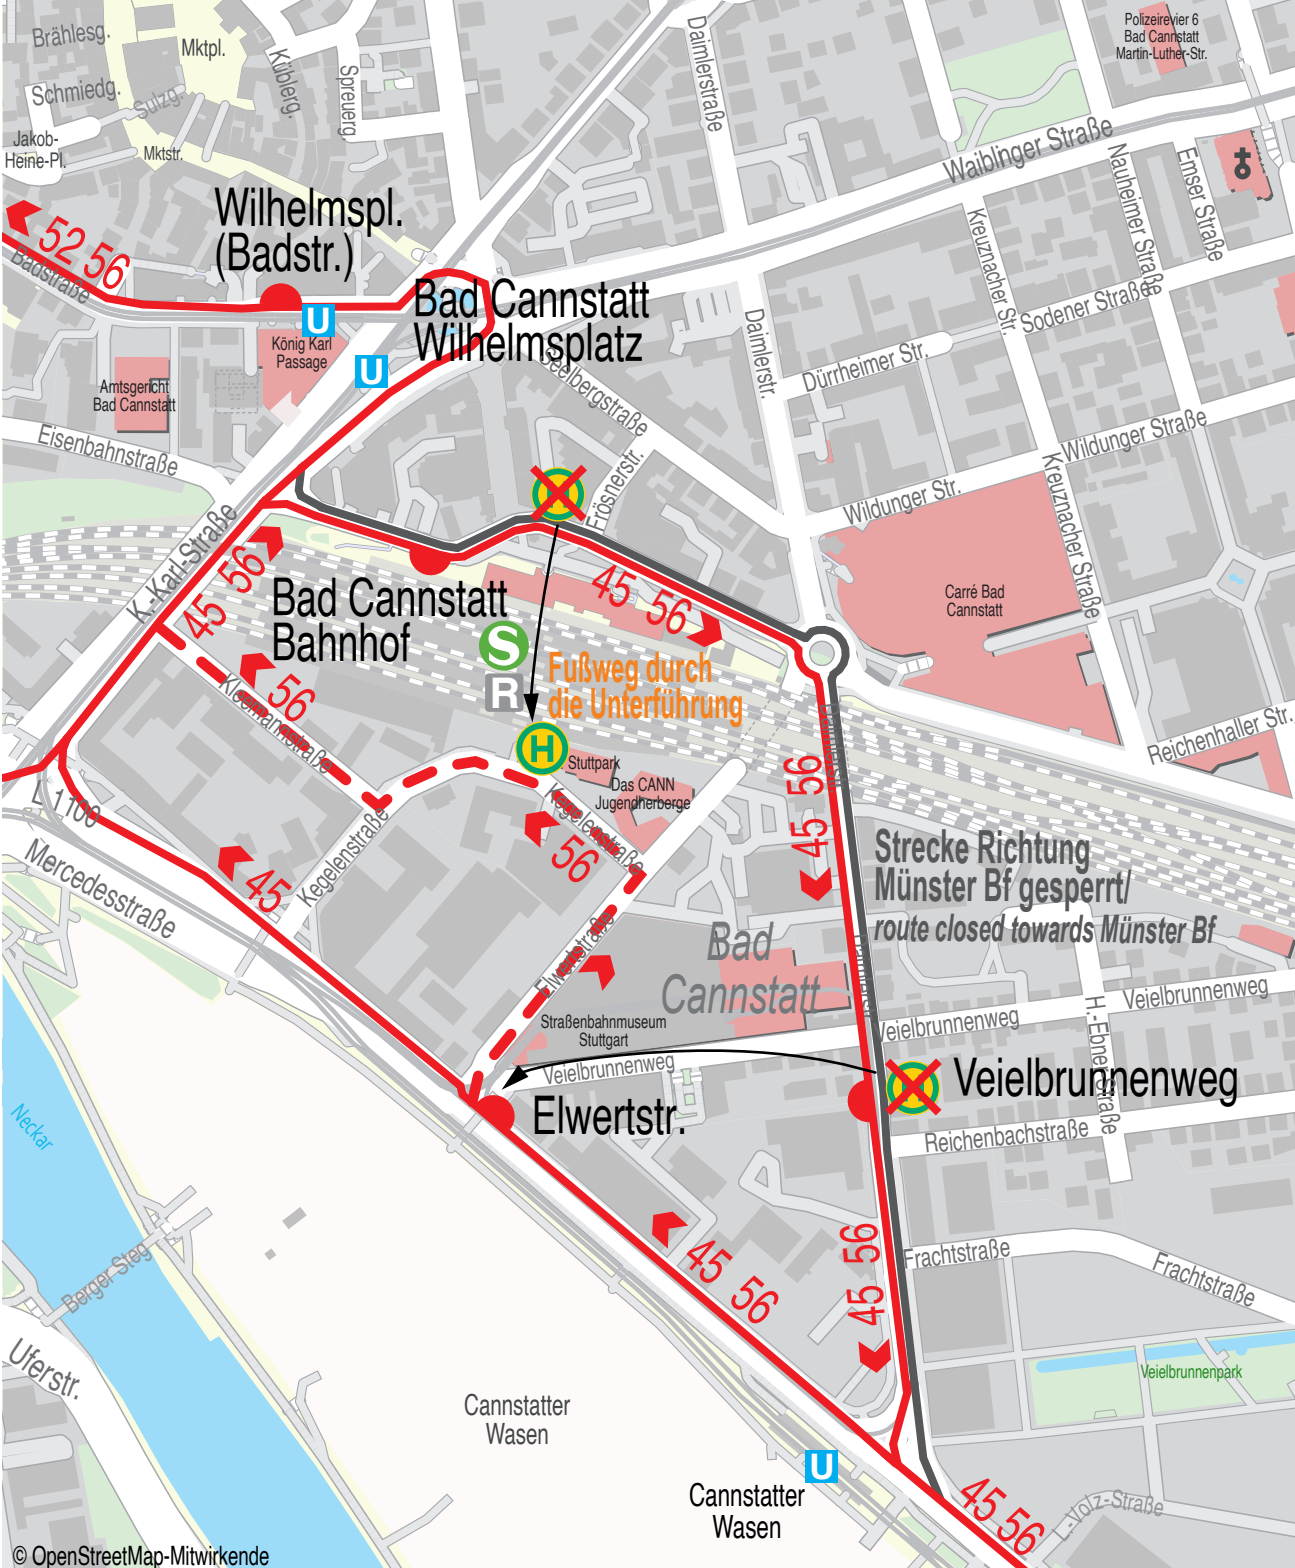 Brählesg.
Mktpl.
Küblerg.
Spreuerg
Schmiedg.
Sulzg.
Jakob-
Heine-Pl.
Mktstr.
Daimlerstraße
Polizeirevier 6
Bad Cannstatt
Martin-Luther-Str.
Waiblinger Straße
Nauheimer Straße
Emser Straße
Kreuznacher Str.
Sodener Straße
Wilhelmspl.
(Badstr.)
52 56
Badstraße
U
Bad Cannstatt
Wilhelmsplatz
König Karl
Passage
U
Amtsgericht
Bad Cannstatt
Daimlerstr.
Dürrheimer Str.
Seelbergstraße
Eisenbahnstraße
Wildunger Straße
Wildunger Str.
Kreuznacher Straße
Frösnerstr.
H
K.-Karl-Straße
45 56
45 56
Carré Bad
Cannstatt
Bad Cannstatt
Bahnhof
S
R
Fußweg durch
die Unterführung
H
Stuttpark
Das CANN
Jugendherberge
56
Kleemannstraße
Reichenhaller Str.
Daimlerstr.
45 56
L 1100
Mercedesstraße
45
Kegelenstraße
Kegelenstraße
56
Strecke Richtung
Münster Bf gesperrt/
route closed towards Münster Bf
Bad
Cannstatt
Elwertstraße
Daimlerstr.
Straßenbahnmuseum
Stuttgart
Veielbrunnenweg
Veielbrunnenweg
Veielbrunnenweg
H.-Ebner-Straße
H
Veielbrunnenweg
Elwertstr.
Reichenbachstraße
Neckar
Berger Steg
45 56
45 56
Frachtstraße
Frachtstraße
Uferstr.
Veielbrunnenpark
Cannstatter
Wasen
U
Cannstatter
Wasen
45 56
L.-Volz-Straße
© OpenStreetMap-Mitwirkende